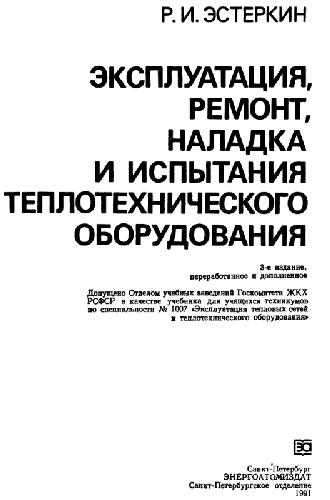 Р. И. ЭСТЕРКИН
ЭКСПЛУАТАЦИЯ,
РЕМОНТ,
НАЛАДКА
И ИСПЫТАНИЯ
ТЕПЛОТЕХНИЧЕСКОГО
ОБОРУДОВАНИЯ
3-е издание,
переработанное и дополненное
Допущено Отделом учебных заведений Госкомитета ЖКХ
РСФСР в качестве учебника для учащихся техникумов
по специальности № 1007 «Эксплуатация тепловых сетей
и теплотехнического оборудования»
Санкт-Петербург
ЭНЕРГОАТОМИЗДАТ
Санкт-Петербургское отделение
1991